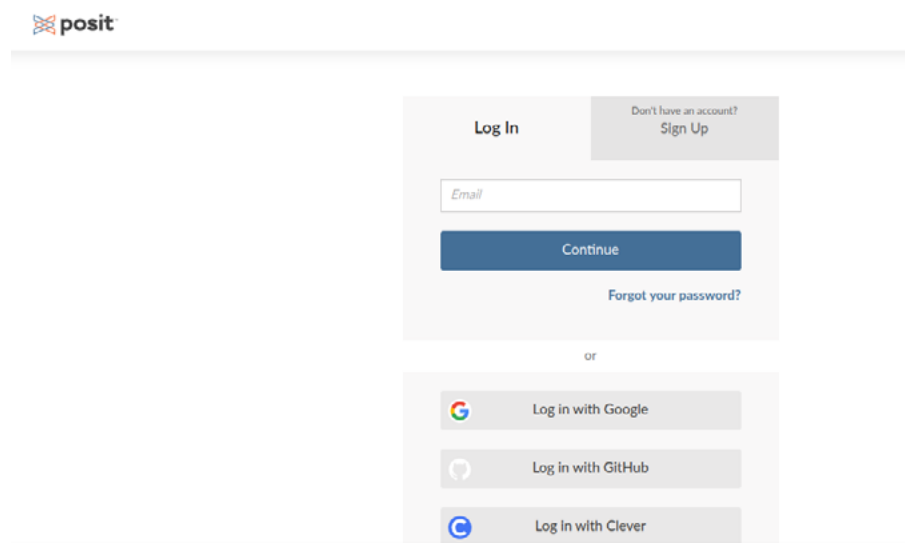 posit
Don't have an account?
Log In
Sign Up
Email
Continue
Forgot your password?
or
Log in with Google
Log in with GitHub
Log in with Clever